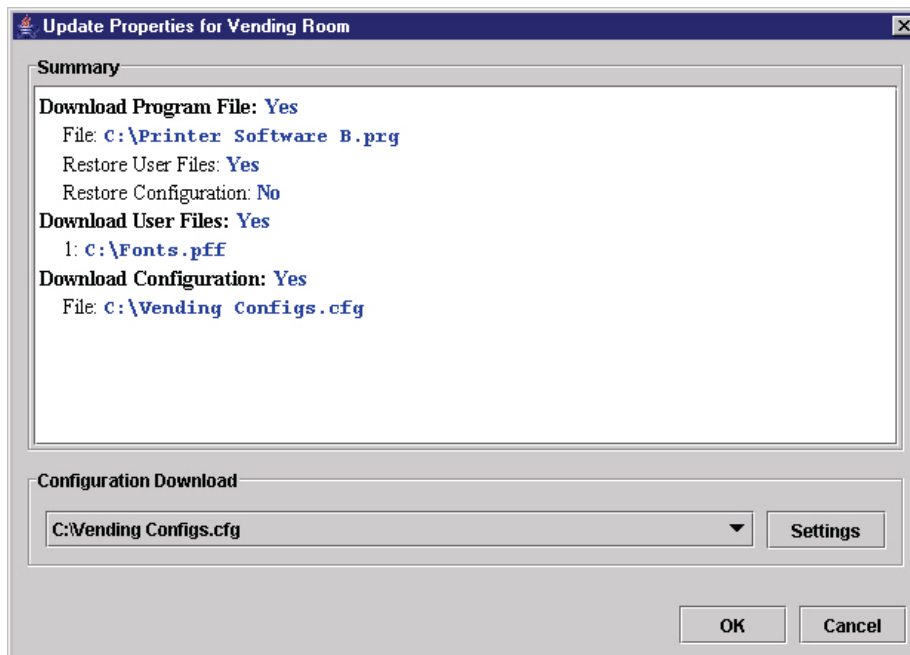 Update Properties for Vending Room
Summary
Download Program File: Yes
File: C:\Printer Software B.prg
Restore User Files: Yes
Restore Configuration: No
Download User Files: Yes
1: C:\Fonts.pff
Download Configuration: Yes
File: C:\Vending Configs.cfg
Configuration Download
C:\Vending Configs.cfg
Settings
OK
Cancel